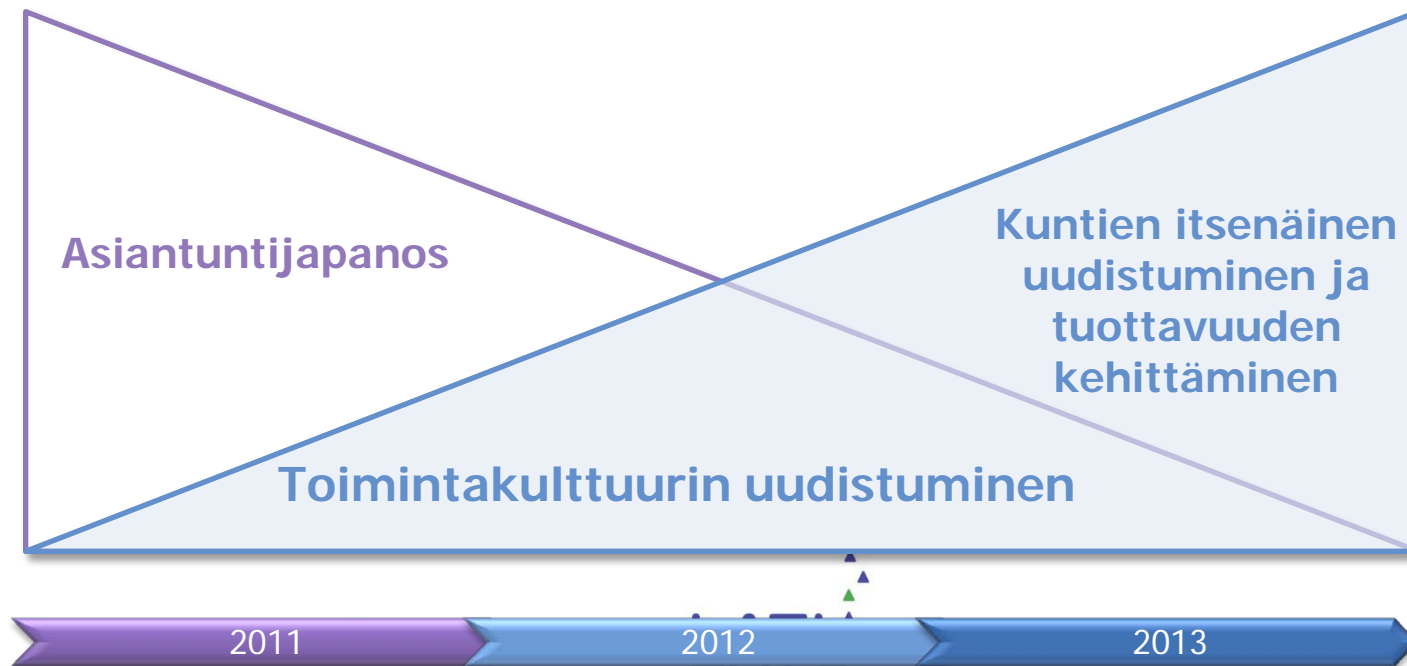 Asiantuntijapanos
Kuntien itsenäinen
uudistuminen ja
tuottavuuden
kehittäminen
Toimintakulttuurin uudistuminen
2011
2012
2013